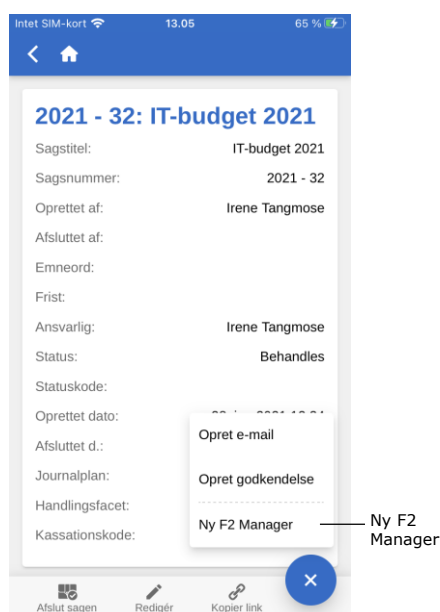 Intet SIM-kort 13.05 65 %
2021 - 32: IT-budget 2021
Sagstitel: IT-budget 2021
Sagsnummer: 2021 - 32
Oprettet af: Irene Tangmose
Afsluttet af:
Emneord:
Frist:
Ansvarlig: Irene Tangmose
Status: Behandles
Statuskode:
Oprettet dato:
Opret e-mail
Afsluttet d.:
Journalplan: Opret godkendelse
Handlingsfacet:
Ny F2 Manager
Kassationskode:
Ny F2
Manager
Afslut sagen Redigér Kopier link